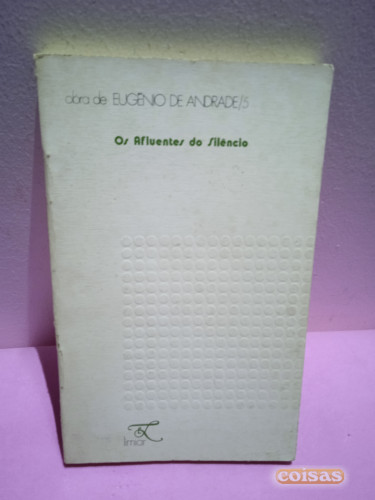 obra de EUGÉNIO DE ANDRADE/5
Os Afluentes do Silêncio
limiar
coisas